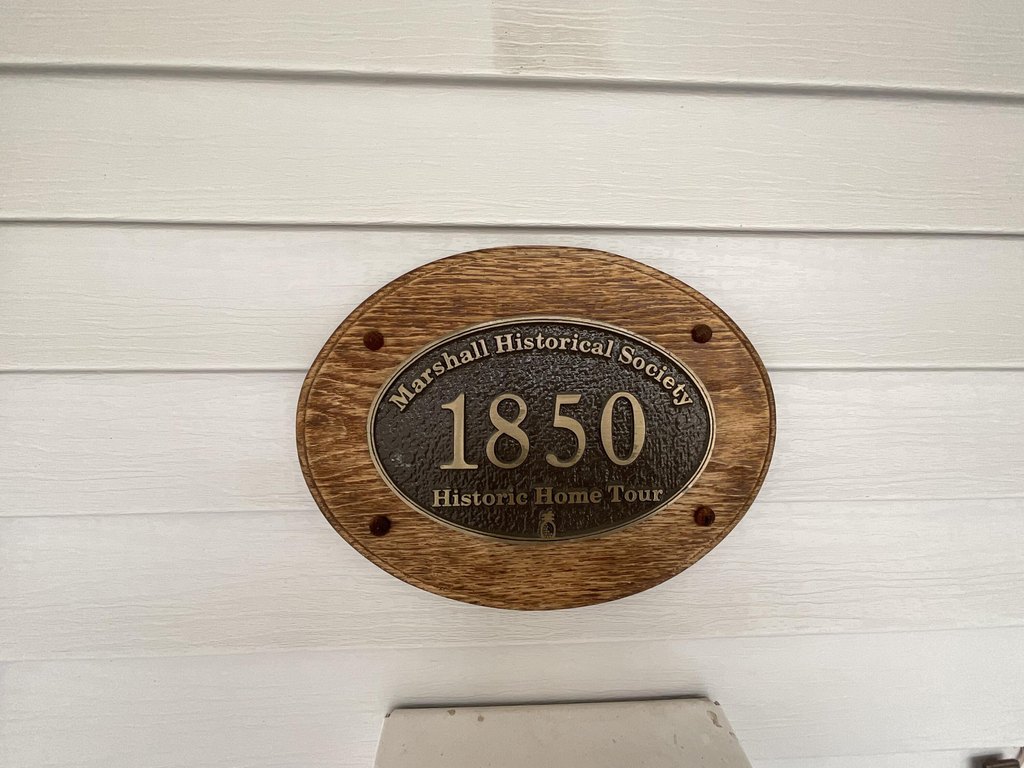 Marshall Historical Society
1850
Historic Home Tour